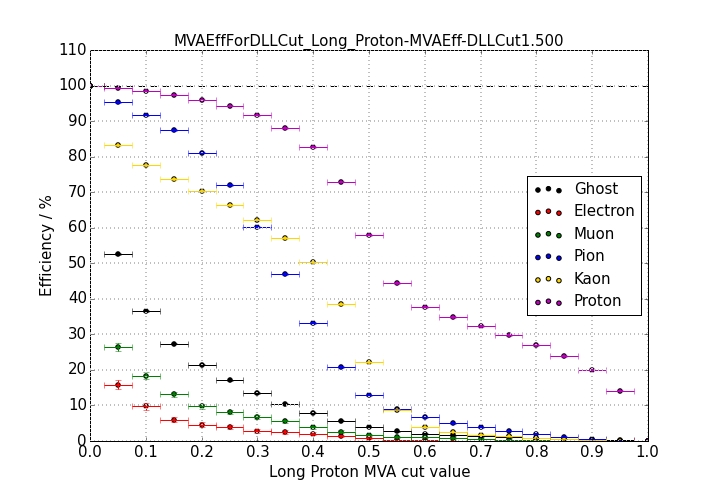 MVAEffForDLLCut_Long_Proton-MVAEff-DLLCut1.500
110
100
90
80
70
60
50
40
30
20
10
0
Efficiency / %
Ghost
Electron
Muon
Pion
Kaon
Proton
0.0 0.1 0.2 0.3 0.4 0.5 0.6 0.7 0.8 0.9 1.0
Long Proton MVA cut value